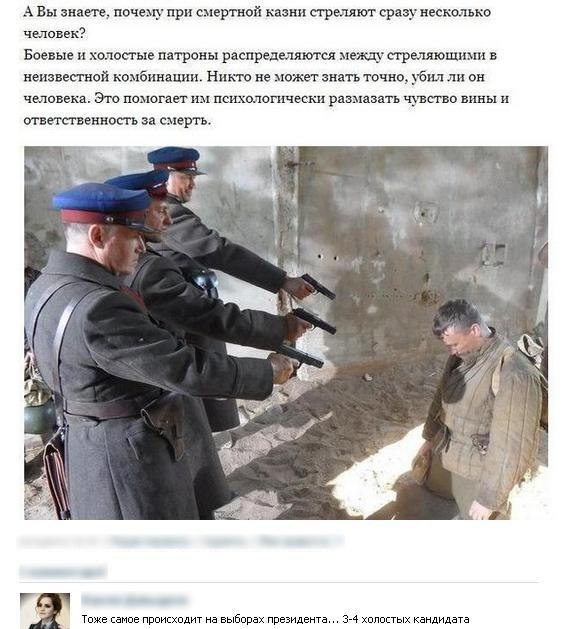 А Вы знаете, почему при смертной казни стреляют сразу несколько
человек?
Боевые и холостые патроны распределяются между стреляющими в
неизвестной комбинации. Никто не может знать точно, убил ли он
человека. Это помогает им психологически размазать чувство вины и
ответственность за смерть.
Тоже самое происходит на выборах президента... 3-4 холостых кандидата